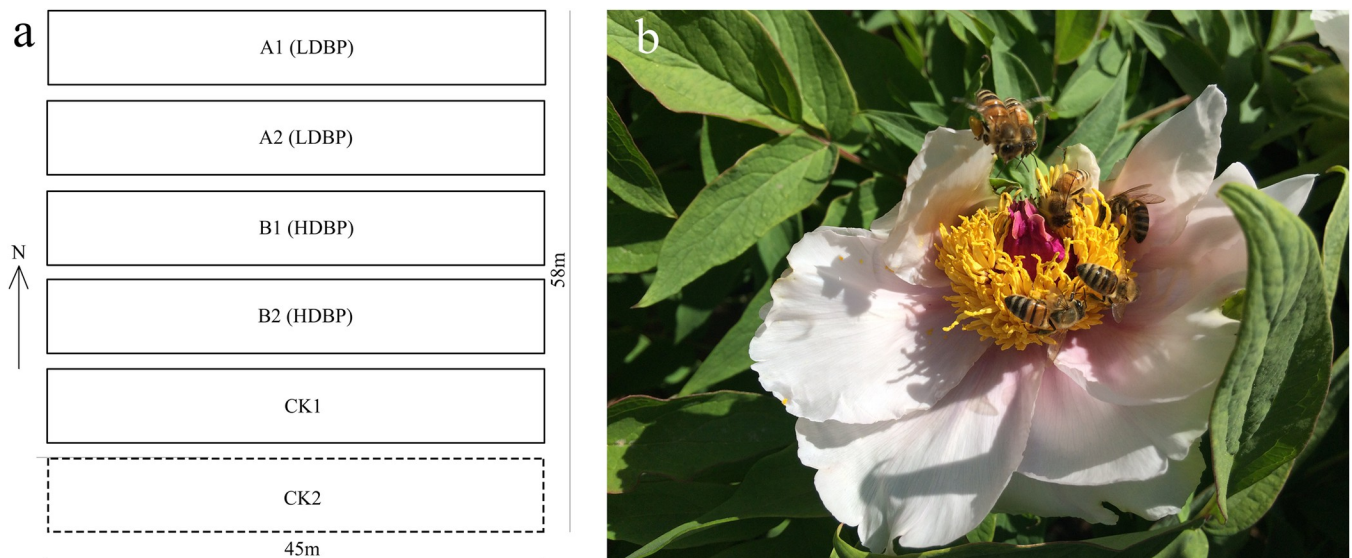 a
A1 (LDBP)
A2 (LDBP)
B1 (HDBP)
B2 (HDBP)
CK1
CK2
N
58m
45m
b